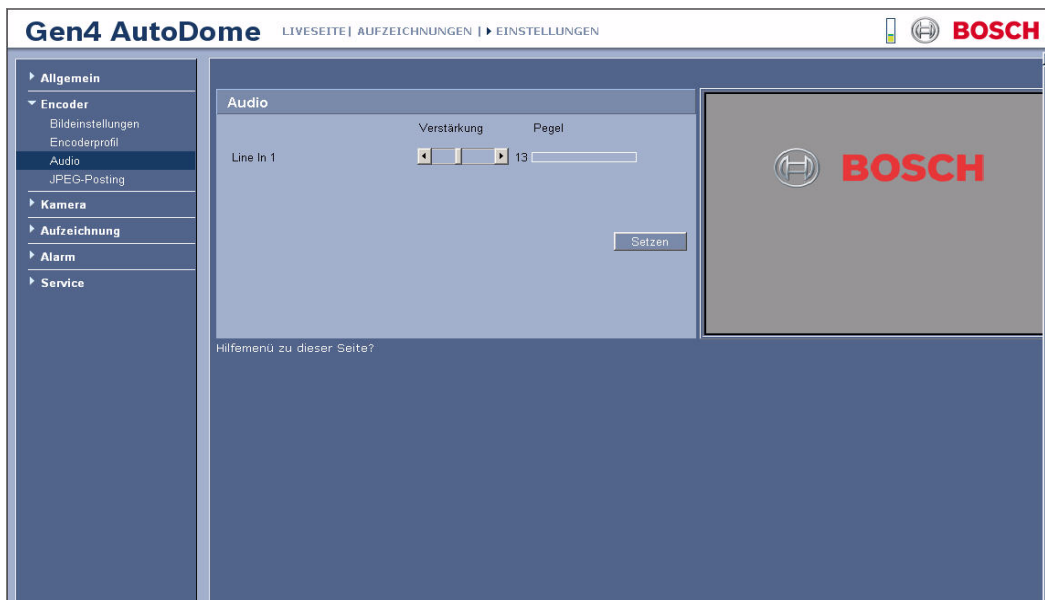 Gen4 AutoDome LIVESEITE| AUFZEICHNUNGEN | EINSTELLUNGEN BOSCH
Allgemein
Encoder
Bildeinstellungen
Encoderprofil
Audio
JPEG-Posting
Kamera
Aufzeichnung
Alarm
Service
Audio
Verstärkung Pegel
Line In 1 13
Setzen
BOSCH
Hilfemenü zu dieser Seite?